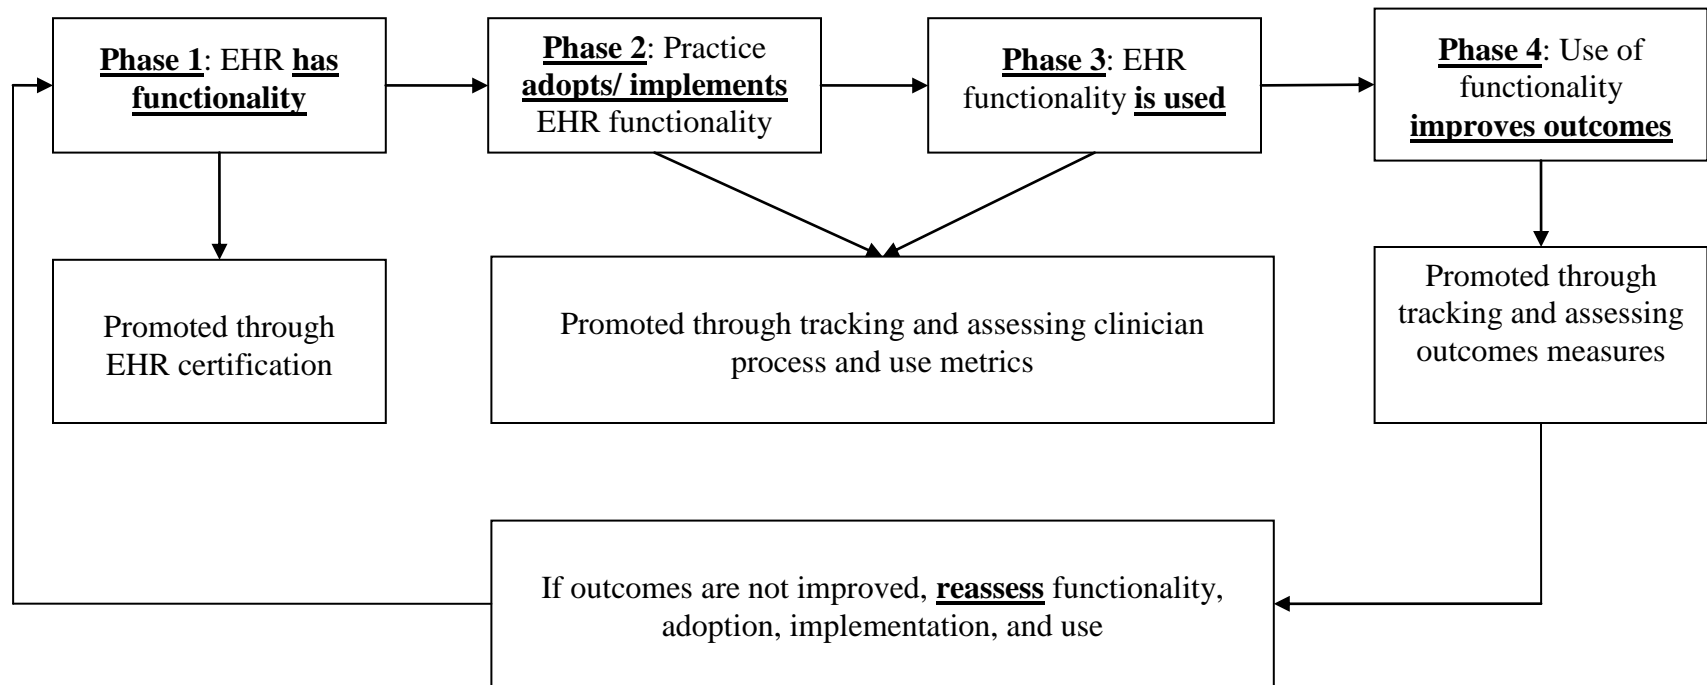 Phase 1: EHR has
functionality
Phase 2: Practice
adopts/ implements
EHR functionality
Phase 3: EHR
functionality is used
Phase 4: Use of
functionality
improves outcomes
Promoted through
EHR certification
Promoted through tracking and assessing clinician
process and use metrics
Promoted through
tracking and assessing
outcomes measures
If outcomes are not improved, reassess functionality,
adoption, implementation, and use